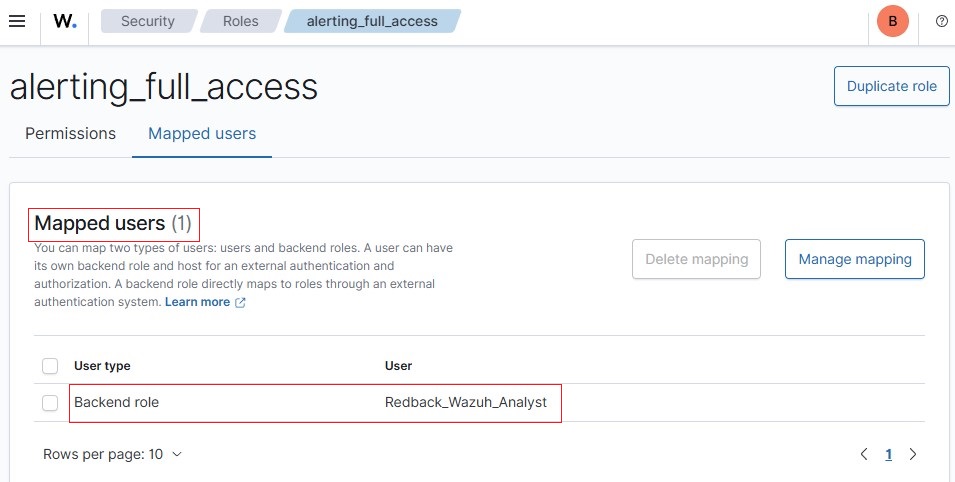 W.
Security
Roles
alerting_full_access
B
?
alerting_full_access
Duplicate role
Permissions
Mapped users
Mapped users (1)
You can map two types of users: users and backend roles. A user can have
its own backend role and host for an external authentication and
authorization. A backend role directly maps to roles through an external
authentication system. Learn more
Delete mapping
Manage mapping
User type User
Backend role Redback_Wazuh_Analyst
Rows per page: 10
1